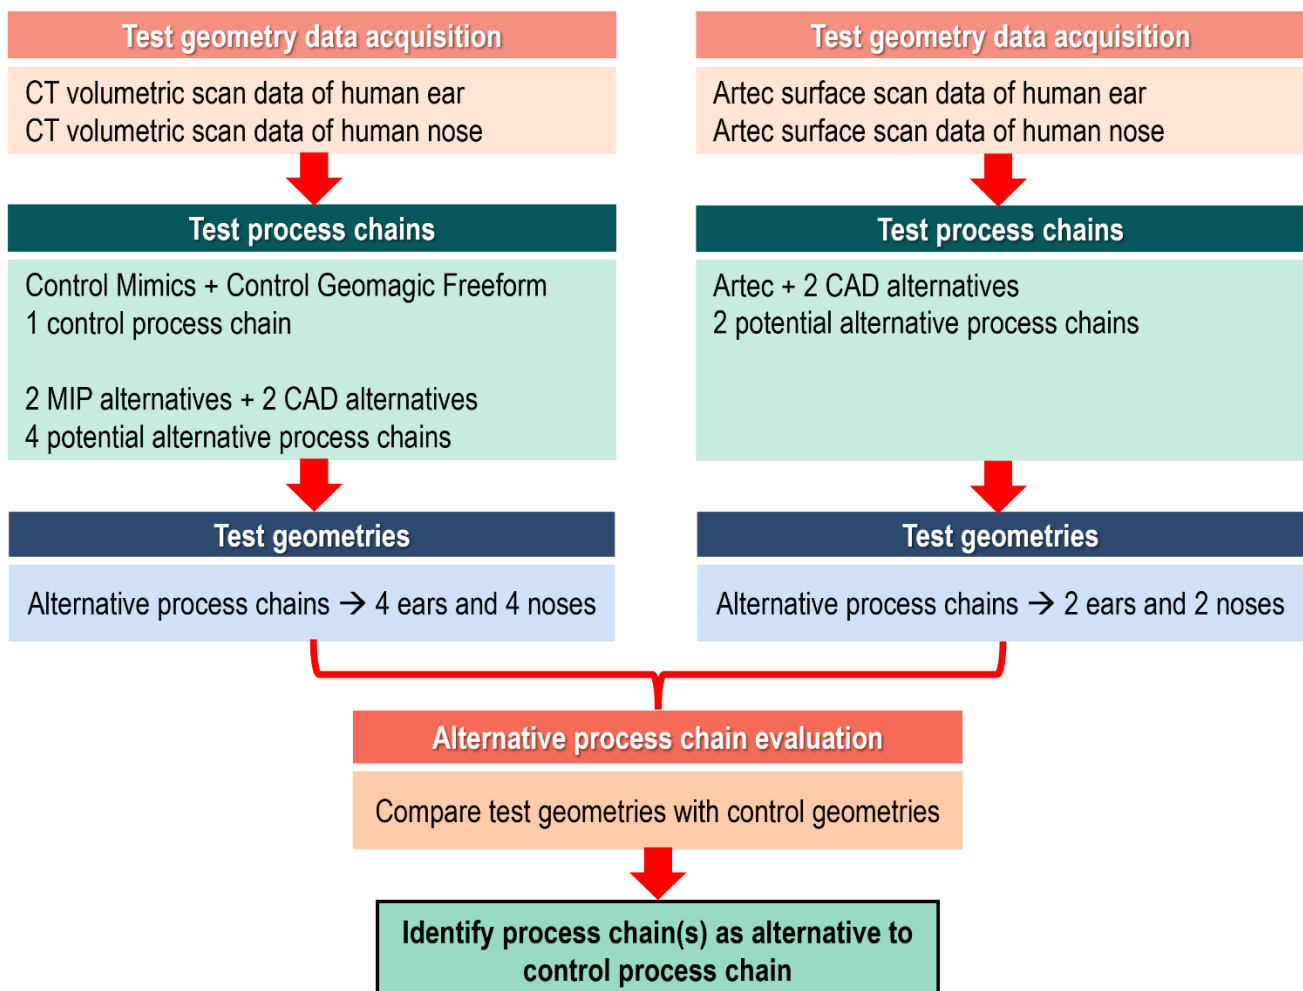 Test geometry data acquisition
CT volumetric scan data of human ear
CT volumetric scan data of human nose
Test process chains
Control Mimics + Control Geomagic Freeform
1 control process chain
2 MIP alternatives + 2 CAD alternatives
4 potential alternative process chains
Test geometries
Alternative process chains → 4 ears and 4 noses
Test geometry data acquisition
Artec surface scan data of human ear
Artec surface scan data of human nose
Test process chains
Artec + 2 CAD alternatives
2 potential alternative process chains
Test geometries
Alternative process chains → 2 ears and 2 noses
Alternative process chain evaluation
Compare test geometries with control geometries
Identify process chain(s) as alternative to
control process chain